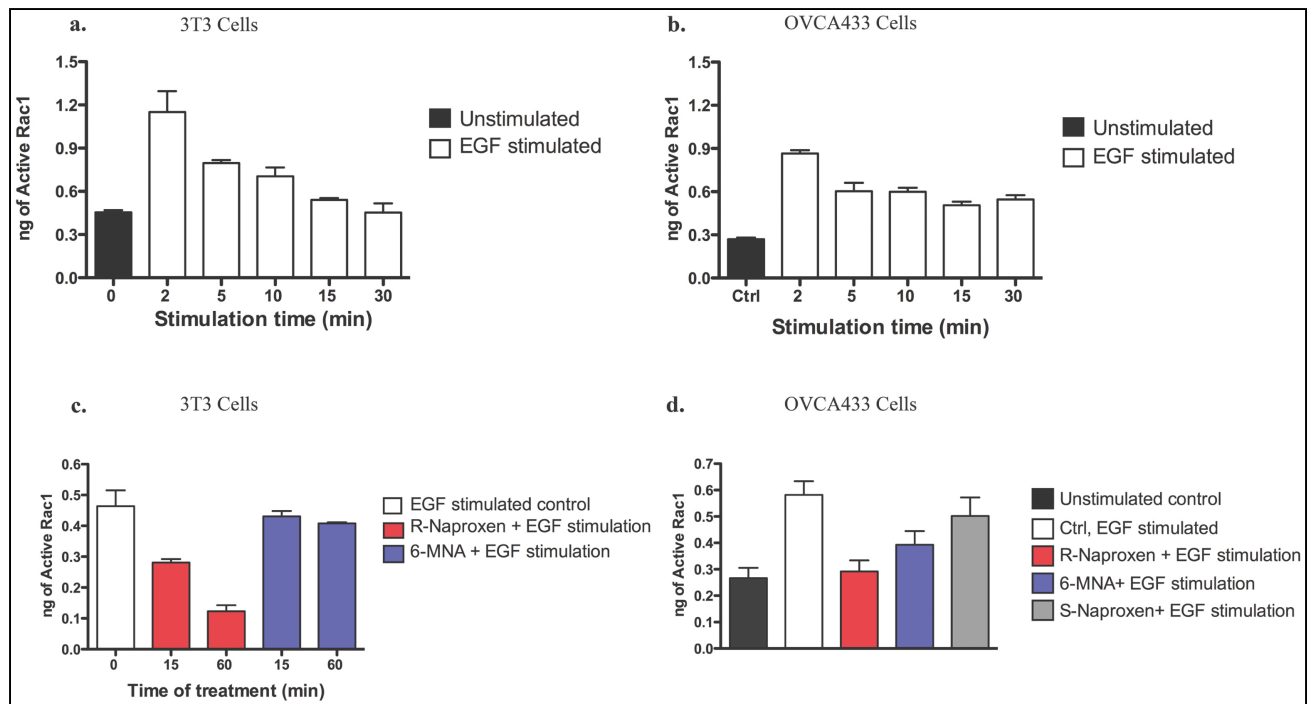 a.
3T3 Cells
1.5
1.2
0.9
0.6
0.3
0.0
ng of Active Rac1
0 2 5 10 15 30
Stimulation time (min)
Unstimulated
EGF stimulated
b.
OVCA433 Cells
1.5
1.2
0.9
0.6
0.3
0.0
ng of Active Rac1
Ctrl 2 5 10 15 30
Stimulation time (min)
Unstimulated
EGF stimulated
c.
3T3 Cells
0.6
0.5
0.4
0.3
0.2
0.1
0.0
ng of Active Rac1
0 15 60 15 60
Time of treatment (min)
EGF stimulated control
R-Naproxen + EGF stimulation
6-MNA + EGF stimulation
d.
OVCA433 Cells
0.7
0.6
0.5
0.4
0.3
0.2
0.1
0.0
ng of Active Rac1
Unstimulated control
Ctrl, EGF stimulated
R-Naproxen + EGF stimulation
6-MNA+ EGF stimulation
S-Naproxen+ EGF stimulation